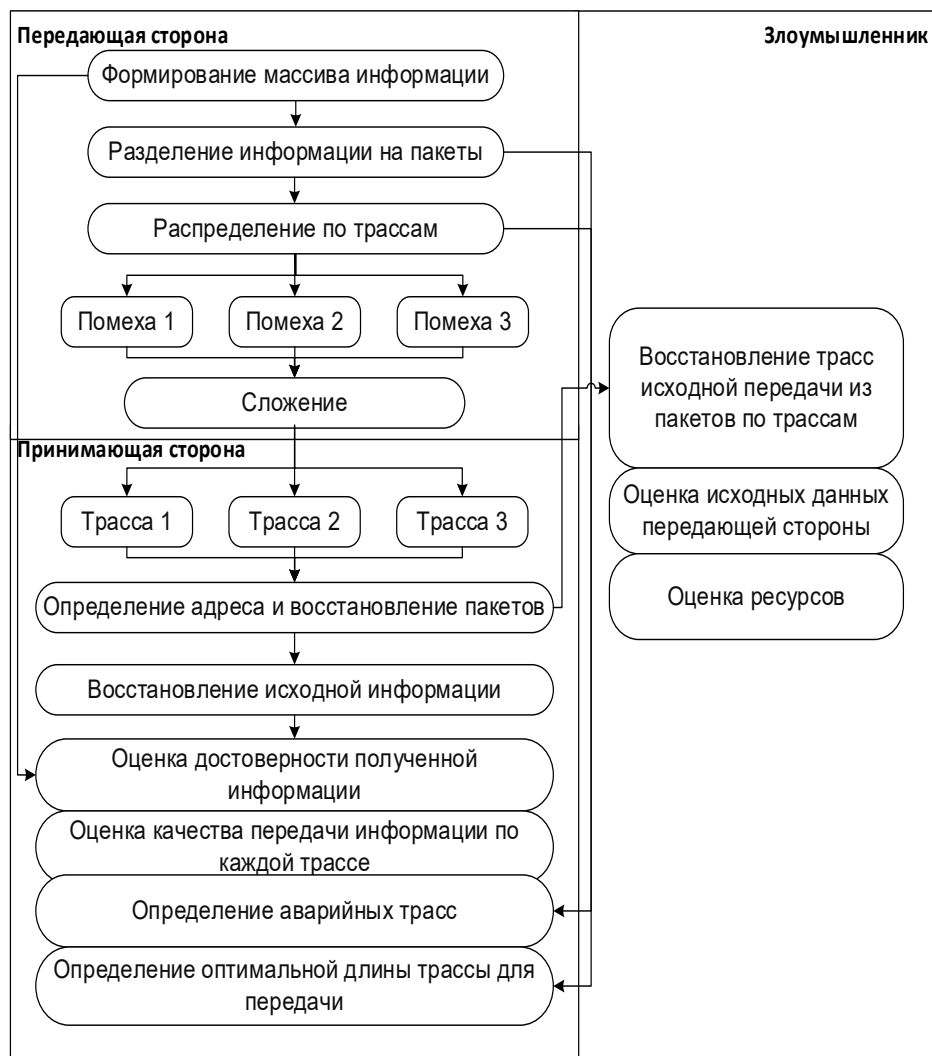 Передающая сторона
Злоумышленник
Формирование массива информации
Разделение информации на пакеты
Распределение по трассам
Помеха 1
Помеха 2
Помеха 3
Сложение
Восстановление трасс
исходной передачи из
пакетов по трассам
Оценка исходных данных
передающей стороны
Оценка ресурсов
Принимающая сторона
Трасса 1
Трасса 2
Трасса 3
Определение адреса и восстановление пакетов
Восстановление исходной информации
Оценка достоверности полученной
информации
Оценка качества передачи информации по
каждой трассе
Определение аварийных трасс
Определение оптимальной длины трассы для
передачи